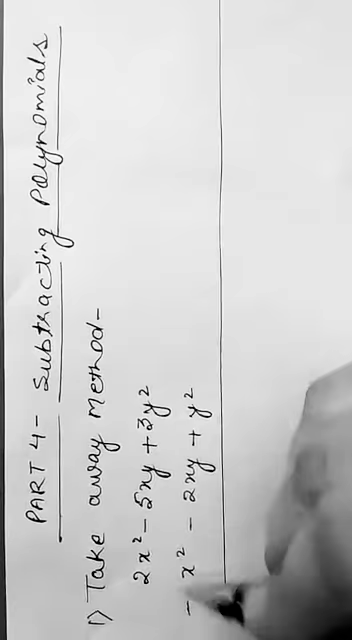 PART 4 - Subtracting Polynomials
1) Take away Method -
2x² - 5xy + 3y²
- x² - 2xy + y²